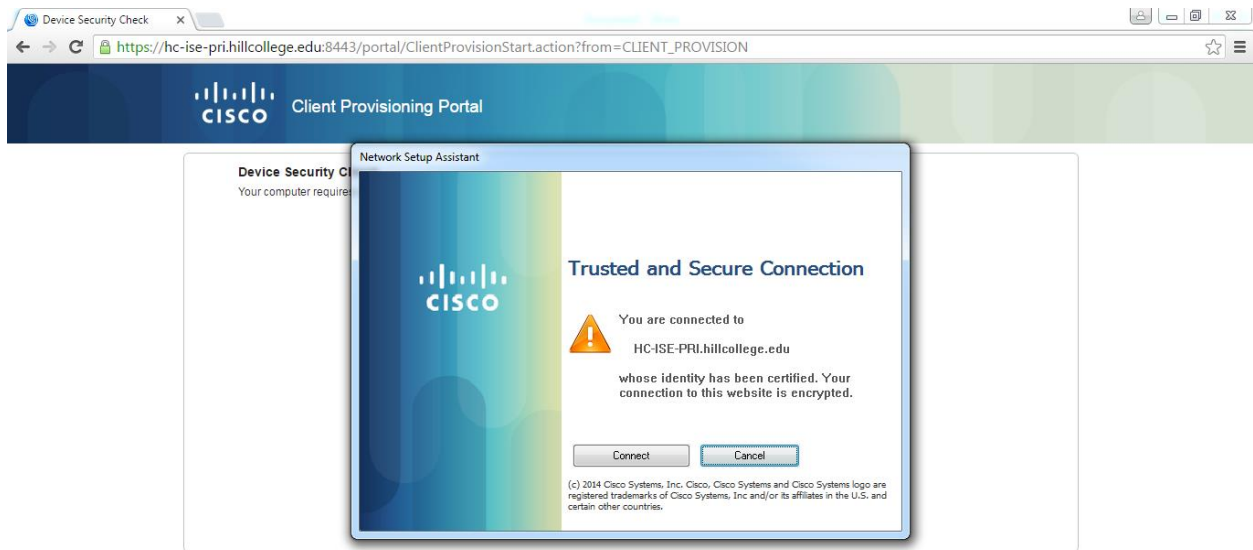 Device Security Check
https://hc-ise-pri.hillcollege.edu:8443/portal/ClientProvisionStart.action?from=CLIENT_PROVISION
CISCO
Client Provisioning Portal
Network Setup Assistant
Device Security
Your computer
CISCO
Trusted and Secure Connection
You are connected to
HC-ISE-PRI.hillcollege.edu
whose identity has been certified. Your
connection to this website is encrypted.
Connect
Cancel
(c) 2014 Cisco Systems, Inc. Cisco, Cisco Systems and Cisco Systems logo are
registered trademarks of Cisco Systems, Inc and/or its affiliates in the U.S. and
certain other countries.